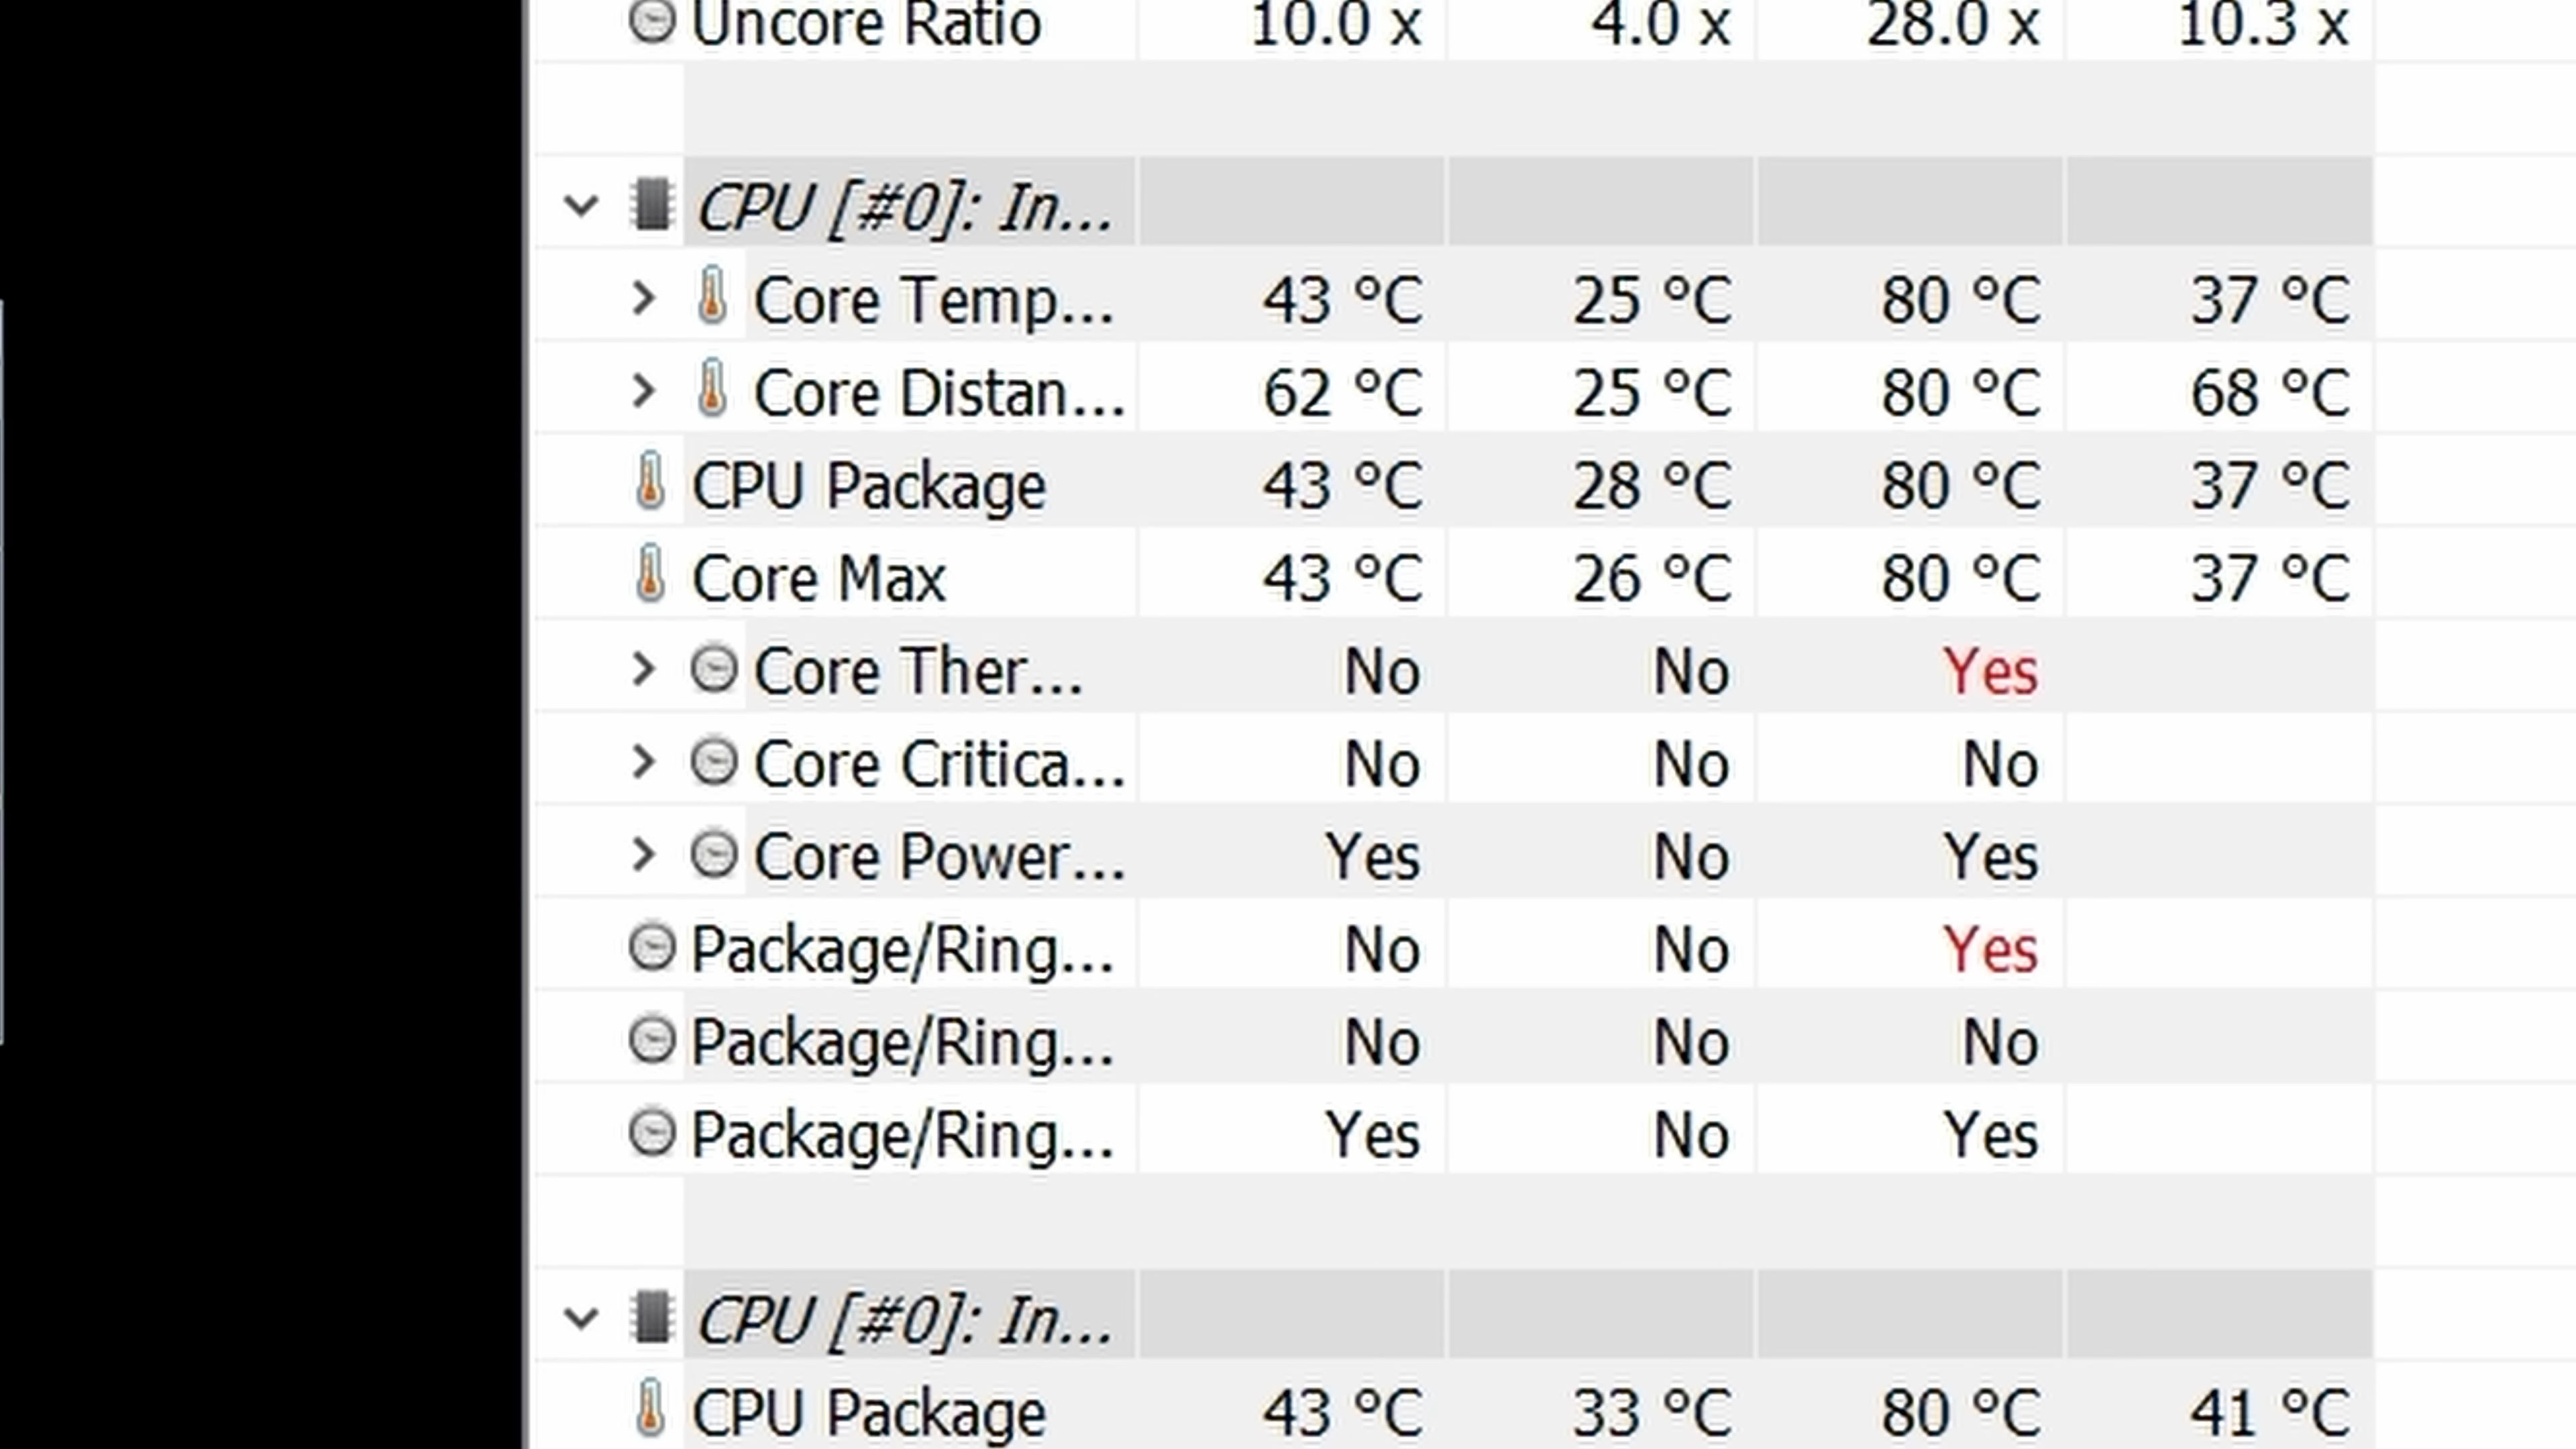 Uncore Ratio 10.0 x 4.0 x 28.0 x 10.3 x
CPU [#0]: In...
Core Temp... 43 °C 25 °C 80 °C 37 °C
Core Distan... 62 °C 25 °C 80 °C 68 °C
CPU Package 43 °C 28 °C 80 °C 37 °C
Core Max 43 °C 26 °C 80 °C 37 °C
Core Ther... No No Yes
Core Critica... No No No
Core Power... Yes No Yes
Package/Ring... No No Yes
Package/Ring... No No No
Package/Ring... Yes No Yes
CPU [#0]: In...
CPU Package 43 °C 33 °C 80 °C 41 °C